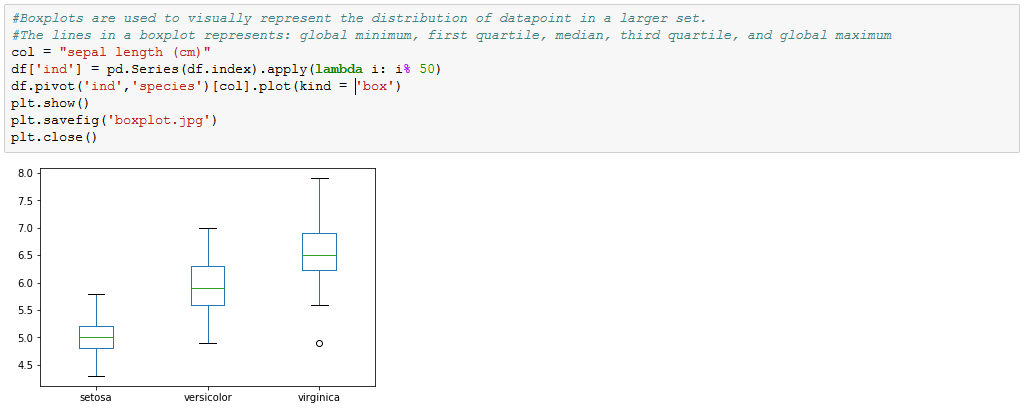 #Boxplots are used to visually represent the distribution of datapoint in a larger set.
#The lines in a boxplot represents: global minimum, first quartile, median, third quartile, and global maximum
col = "sepal length (cm)"
df['ind'] = pd.Series(df.index).apply(lambda i: i% 50)
df.pivot('ind','species')[col].plot(kind = 'box')
plt.show()
plt.savefig('boxplot.jpg')
plt.close()
8.0
7.5
7.0
6.5
6.0
5.5
5.0
4.5
setosa versicolor virginica